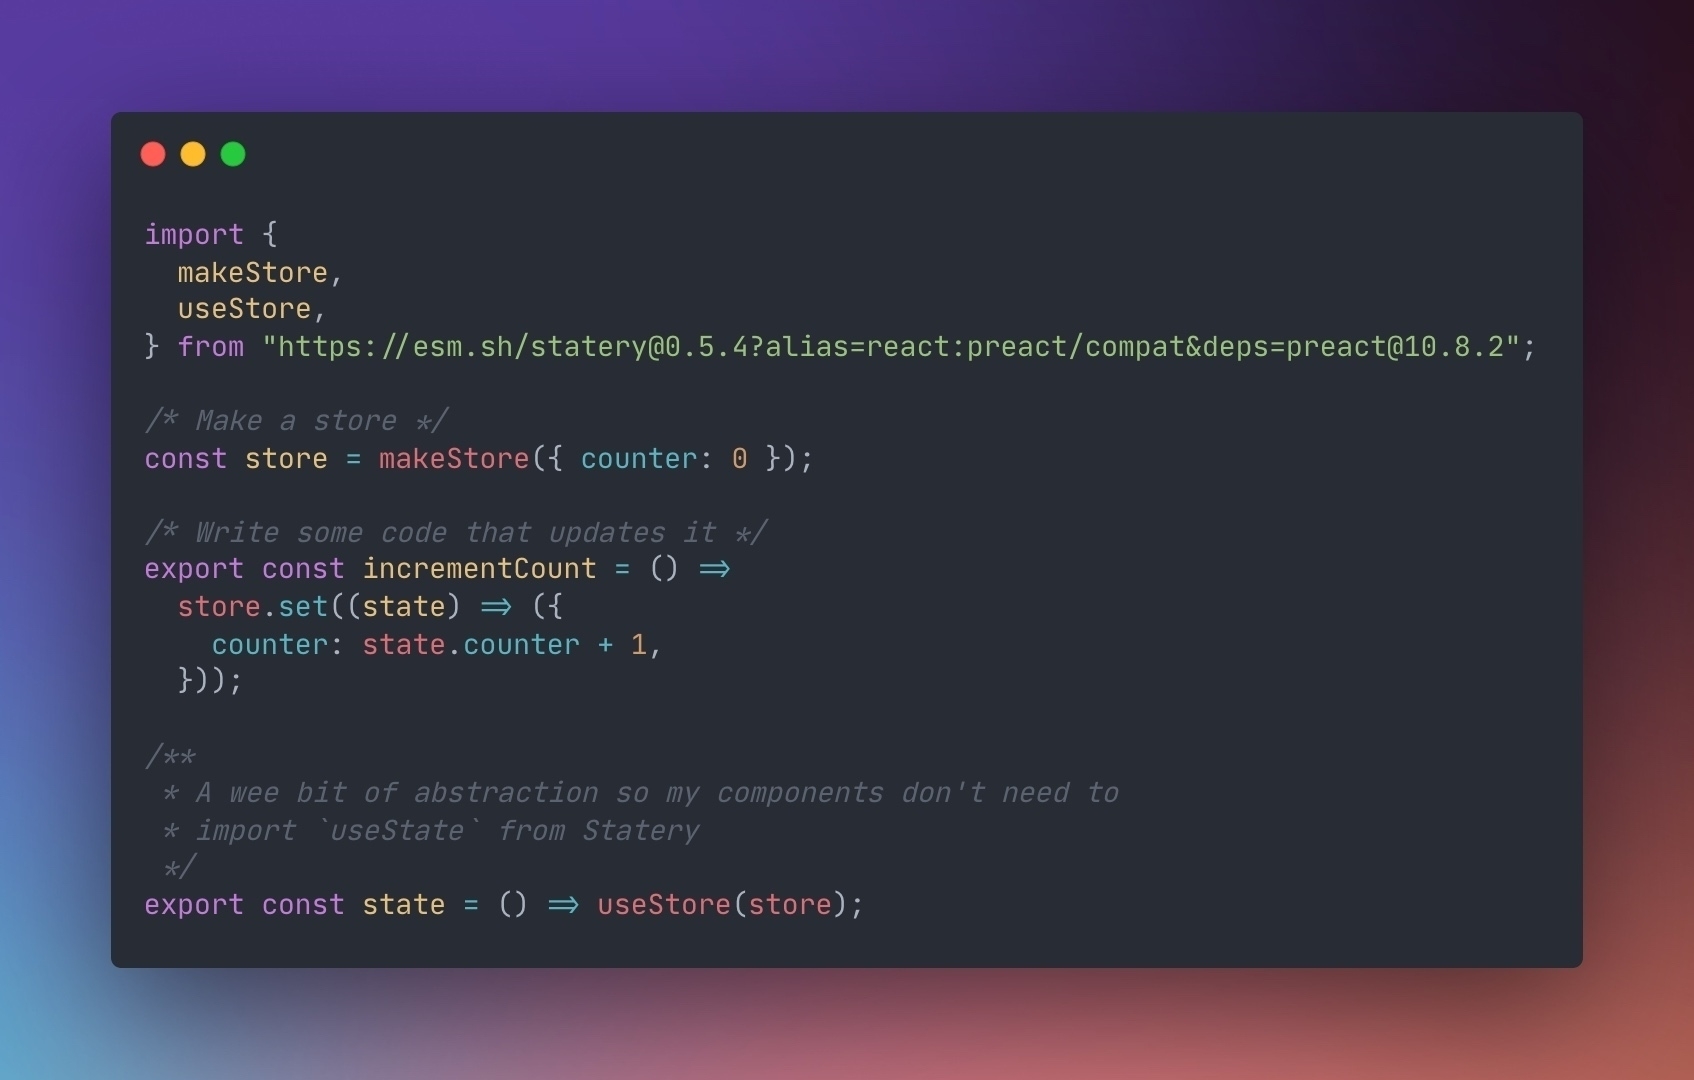 import {
  makeStore,
  useStore,
} from "https://esm.sh/statery@0.5.4?alias=react:preact/compat&deps=preact@10.8.2";
/* Make a store */
const store = makeStore({ counter: 0 });
/* Write some code that updates it */
export const incrementCount = () =>
  store.set((state) => ({
    counter: state.counter + 1,
  }));
/**
 * A wee bit of abstraction so my components don't need to
 * import `useState` from Statery
 */
export const state = () => useStore(store);